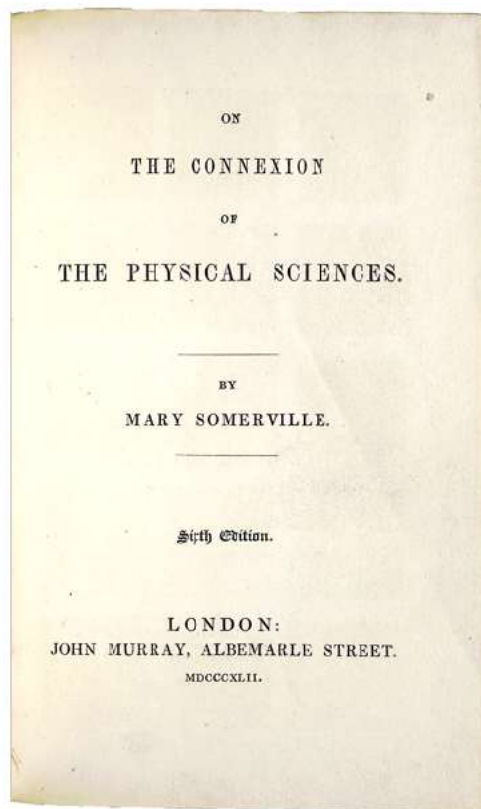 ON
THE CONNEXION
OF
THE PHYSICAL SCIENCES.
BY
MARY SOMERVILLE.
Sixth Edition.
LONDON:
JOHN MURRAY, ALBEMARLE STREET.
MDCCCXLII.